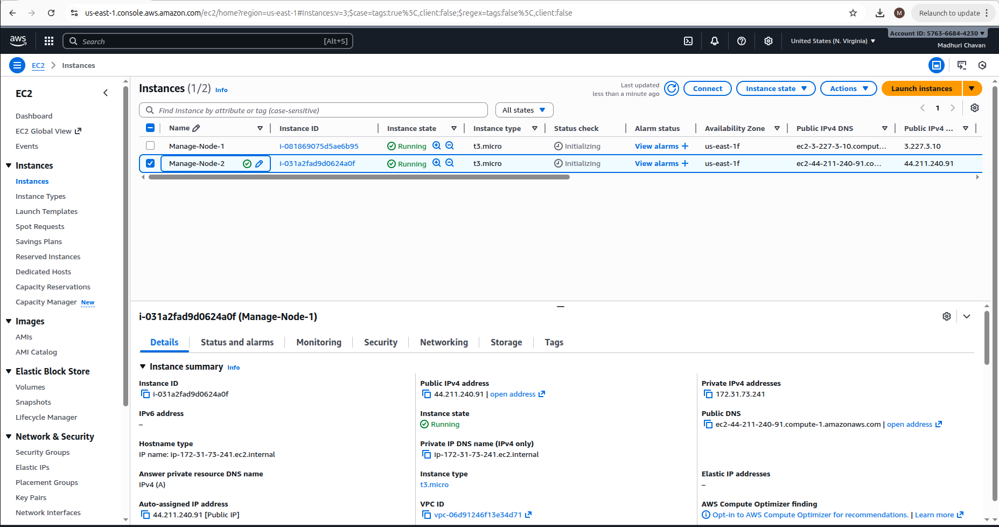 us-east-1.console.aws.amazon.com/ec2/home?region=us-east-1#Instances:v=3;$case=tags:true%5C,client:false;$regex=tags:false%5C,client:false
M
Relaunch to update
aws
Search
[Alt+S]
United States (N. Virginia)
Account ID: 5763-6684-4230
Madhuri Chavan
EC2
Instances
EC2
Dashboard
EC2 Global View
Events
Instances
Instances
Instance Types
Launch Templates
Spot Requests
Savings Plans
Reserved Instances
Dedicated Hosts
Capacity Reservations
Capacity Manager New
Images
AMIs
AMI Catalog
Elastic Block Store
Volumes
Snapshots
Lifecycle Manager
Network & Security
Security Groups
Elastic IPs
Placement Groups
Key Pairs
Network Interfaces
Instances (1/2) Info
Last updated
less than a minute ago
Connect
Instance state
Actions
Launch instances
Find Instance by attribute or tag (case-sensitive)
All states
1
Name Instance ID Instance state Instance type Status check Alarm status Availability Zone Public IPv4 DNS Public IPv4 ...
Manage-Node-1 i-081869075d5ae6b95 Running t3.micro Initializing View alarms + us-east-1f ec2-3-227-3-10.comput... 3.227.3.10
Manage-Node-2 i-031a2fad9d0624a0f Running t3.micro Initializing View alarms + us-east-1f ec2-44-211-240-91.co... 44.211.240.91
i-031a2fad9d0624a0f (Manage-Node-1)
Details Status and alarms Monitoring Security Networking Storage Tags
Instance summary Info
Instance ID
i-031a2fad9d0624a0f
Public IPv4 address
44.211.240.91 | open address
Private IPv4 addresses
172.31.73.241
IPv6 address
–
Instance state
Running
Public DNS
ec2-44-211-240-91.compute-1.amazonaws.com | open address
Hostname type
IP name: ip-172-31-73-241.ec2.internal
Private IP DNS name (IPv4 only)
ip-172-31-73-241.ec2.internal
Answer private resource DNS name
IPv4 (A)
Instance type
t3.micro
Elastic IP addresses
–
Auto-assigned IP address
44.211.240.91 [Public IP]
VPC ID
vpc-06d91246f13e34d71
AWS Compute Optimizer finding
Opt-in to AWS Compute Optimizer for recommendations. | Learn more